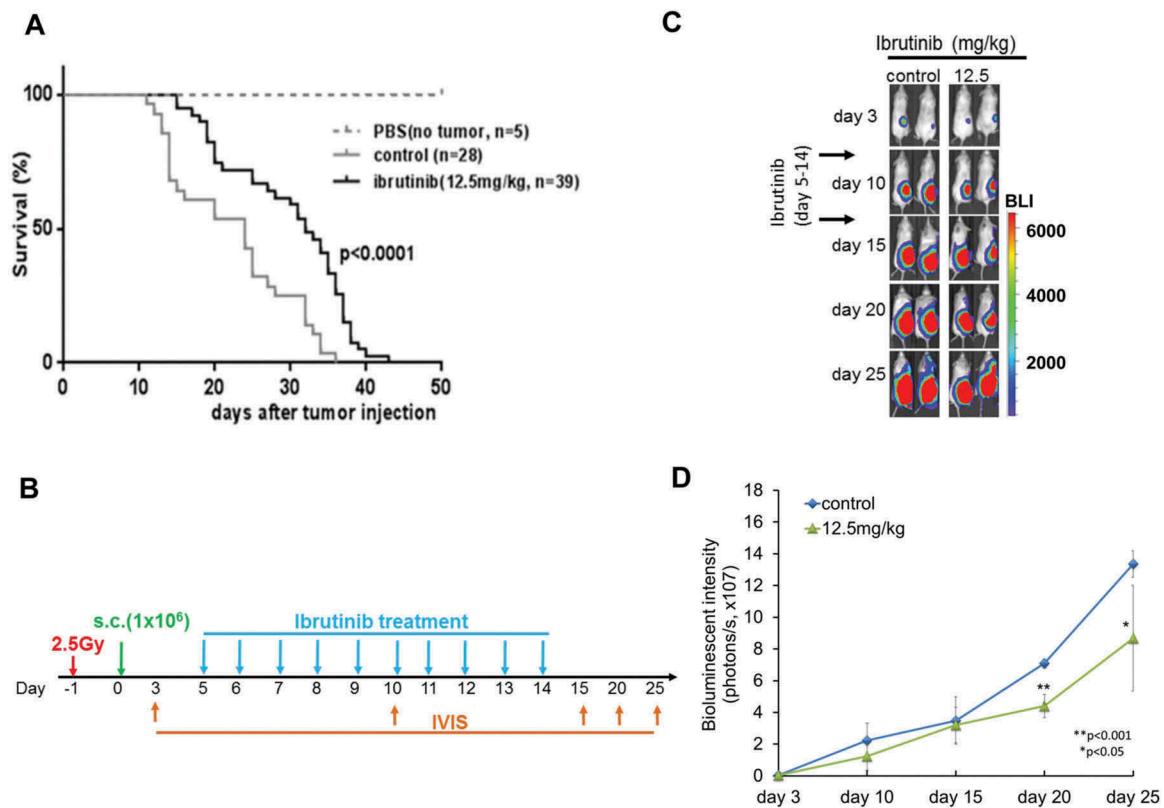 A
Survival (%)
100
50
0
PBS(no tumor, n=5)
control (n=28)
ibrutinib(12.5mg/kg, n=39)
p<0.0001
0 10 20 30 40 50
days after tumor injection
B
s.c.(1x10⁶)
Ibrutinib treatment
2.5Gy
Day -1 0 3 5 6 7 8 9 10 11 12 13 14 15 20 25
IVIS
C
Ibrutinib (mg/kg)
control 12.5
day 3
Ibrutinib
(day 5-14)
day 10
day 15
day 20
day 25
BLI
6000
4000
2000
D
Bioluminescent intensity
(photons/s, x107)
18
16
14
12
10
8
6
4
2
0
control
12.5mg/kg
*
**
**p<0.001
*p<0.05
day 3 day 10 day 15 day 20 day 25